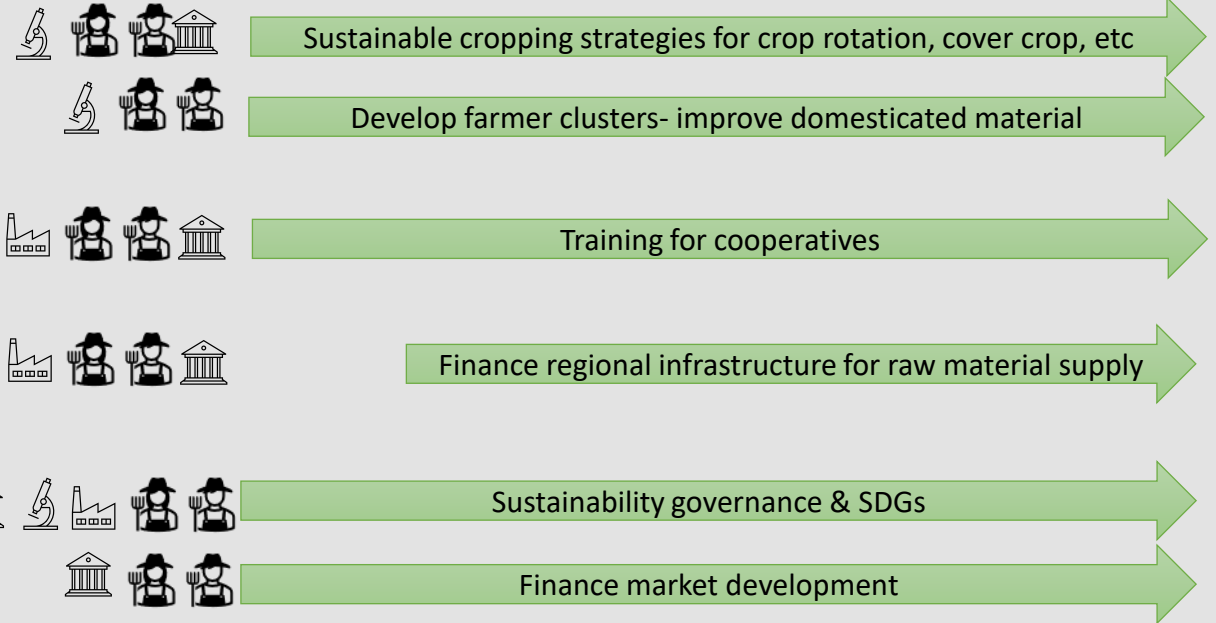 Sustainable cropping strategies for crop rotation, cover crop, etc
Develop farmer clusters- improve domesticated material
Training for cooperatives
Finance regional infrastructure for raw material supply
Sustainability governance & SDGs
Finance market development